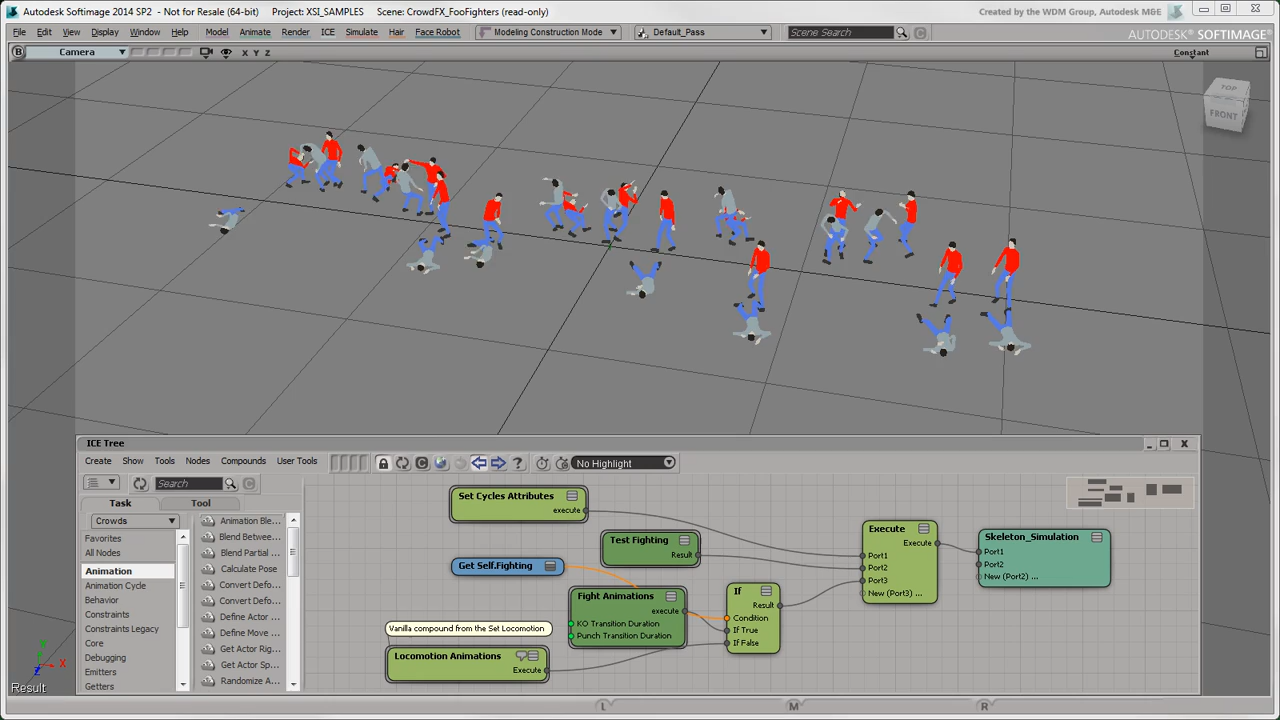 Autodesk Softimage 2014 SP2 - Not for Resale (64-bit) Project: XSI_SAMPLES Scene: CrowdFX_FooFighters (read-only) Created by the WDM Group, Autodesk M&E
File Edit View Display Window Help Model Animate Render ICE Simulate Hair Face Robot Modeling Construction Mode Default_Pass Scene Search AUTODESK® SOFTIMAGE®
B Camera X Y Z Constant
TOP
FRONT
ICE Tree
Create Show Tools Nodes Compounds User Tools No Highlight
Search
Task Tool
Crowds
Favorites
All Nodes
Animation
Animation Cycle
Behavior
Constraints
Constraints Legacy
Core
Debugging
Emitters
Getters
Animation Ble...
Blend Betwee...
Blend Partial ...
Calculate Pose
Convert Defo...
Convert Defo...
Define Actor ...
Define Move ...
Get Actor Rig...
Get Actor Sp...
Randomize A...
Set Cycles Attributes
execute
Test Fighting
Result
Get Self.Fighting
Fight Animations
execute
KO Transition Duration
Punch Transition Duration
Vanilla compound from the Set Locomotion
Locomotion Animations
Execute
If
Result
Condition
If True
If False
Execute
Execute
Port1
Port2
Port3
New (Port3) ...
Skeleton_Simulation
Port1
Port2
New (Port2) ...
Y
X
Z
Result
L M R